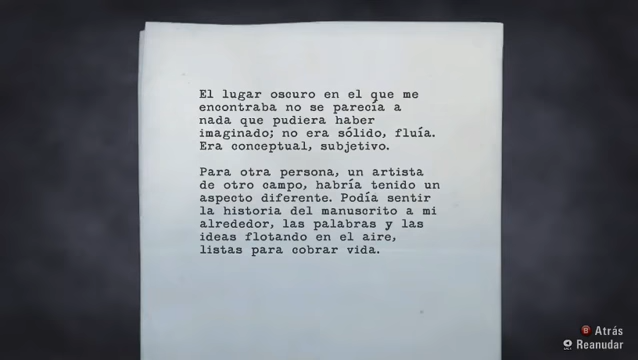 El lugar oscuro en el que me
encontraba no se parecía a
nada que pudiera haber
imaginado; no era sólido, fluía.
Era conceptual, subjetivo.
Para otra persona, un artista
de otro campo, habría tenido un
aspecto diferente. Podía sentir
la historia del manuscrito a mi
alrededor, las palabras y las
ideas flotando en el aire,
listas para cobrar vida.
B Atrás
Reanudar